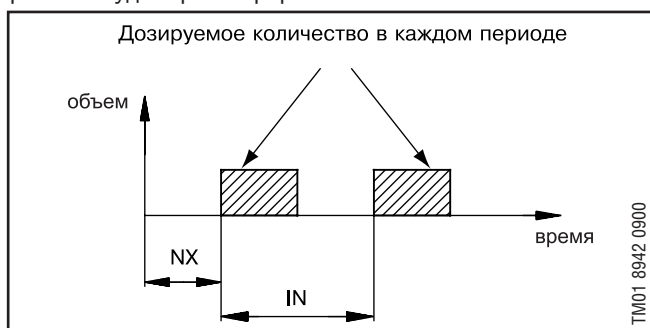 Дозируемое количество в каждом периоде
объем
время
NX
IN
TM01 8942 0900